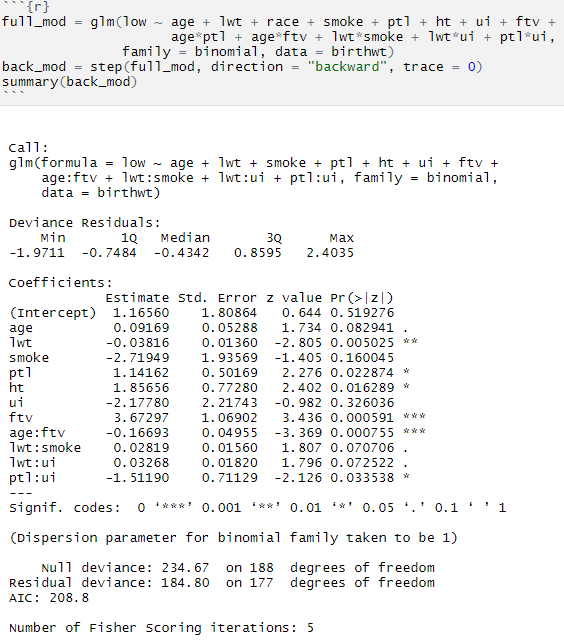 ```{r}
full_mod = glm(low ~ age + lwt + race + smoke + ptl + ht + ui + ftv +
age*ptl + age*ftv + lwt*smoke + lwt*ui + ptl*ui,
family = binomial, data = birthwt)
back_mod = step(full_mod, direction = "backward", trace = 0)
summary(back_mod)
```
Call:
glm(formula = low ~ age + lwt + smoke + ptl + ht + ui + ftv +
age:ftv + lwt:smoke + lwt:ui + ptl:ui, family = binomial,
data = birthwt)
Deviance Residuals:
Min 1Q Median 3Q Max
-1.9711 -0.7484 -0.4342 0.8595 2.4035
Coefficients:
Estimate Std. Error z value Pr(>|z|)
(Intercept) 1.16560 1.80864 0.644 0.519276
age 0.09169 0.05288 1.734 0.082941 .
lwt -0.03816 0.01360 -2.805 0.005025 **
smoke -2.71949 1.93569 -1.405 0.160045
ptl 1.14162 0.50169 2.276 0.022874 *
ht 1.85656 0.77280 2.402 0.016289 *
ui -2.17780 2.21743 -0.982 0.326036
ftv 3.67297 1.06902 3.436 0.000591 ***
age:ftv -0.16693 0.04955 -3.369 0.000755 ***
lwt:smoke 0.02819 0.01560 1.807 0.070706 .
lwt:ui 0.03268 0.01820 1.796 0.072522 .
ptl:ui -1.51190 0.71129 -2.126 0.033538 *
---
Signif. codes: 0 ‘***’ 0.001 ‘**’ 0.01 ‘*’ 0.05 ‘.’ 0.1 ‘ ’ 1
(Dispersion parameter for binomial family taken to be 1)
Null deviance: 234.67 on 188 degrees of freedom
Residual deviance: 184.80 on 177 degrees of freedom
AIC: 208.8
Number of Fisher Scoring iterations: 5